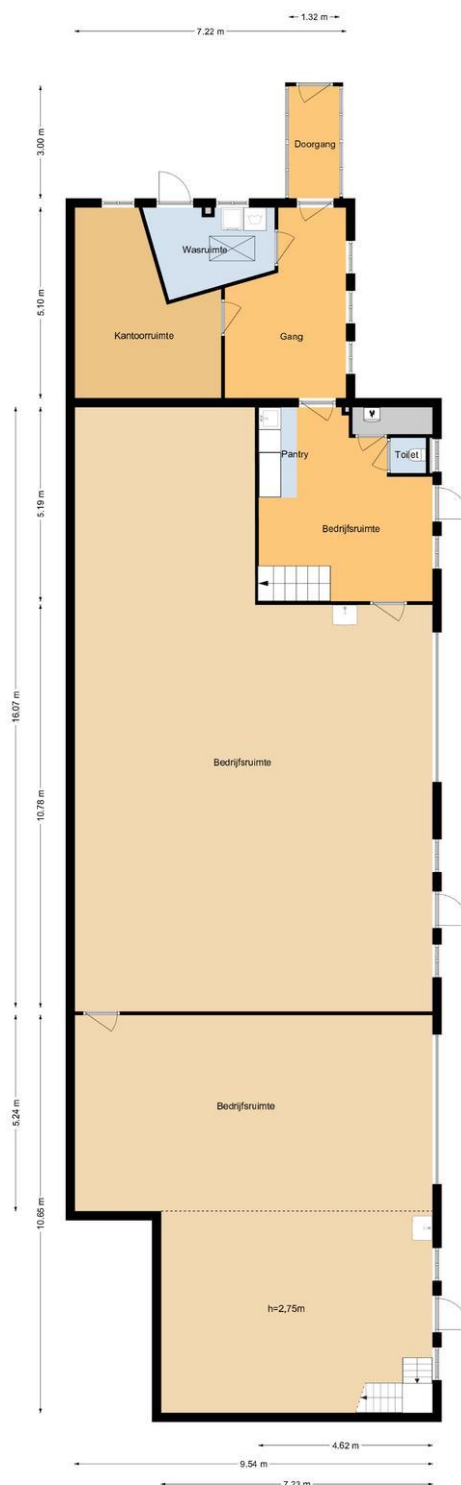 1.32 m
7.22 m
3.00 m
Doorgang
Wasruimte
5.10 m
Kantoorruimte
Gang
Pantry
Toilet
5.19 m
Bedrijfsruimte
16.07 m
10.78 m
Bedrijfsruimte
5.24 m
Bedrijfsruimte
10.65 m
h=2,75m
4.62 m
9.54 m
7.23 m